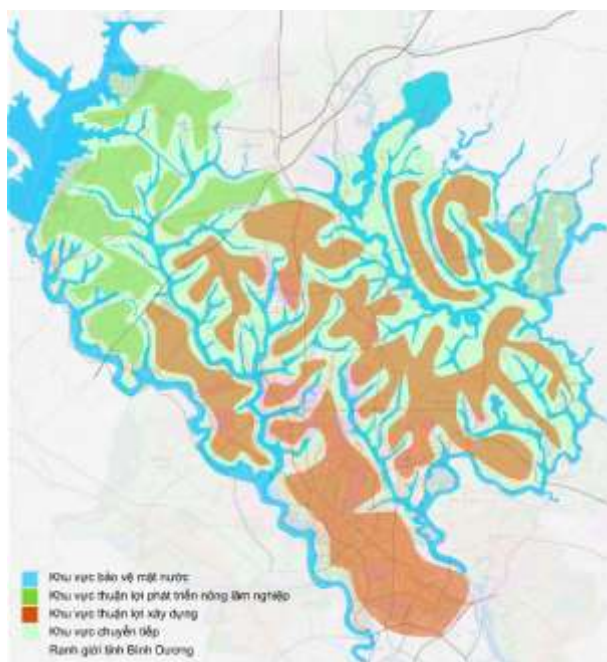 Khu vực bảo vệ mặt nước
Khu vực thuận lợi phát triển nông lâm nghiệp
Khu vực thuận lợi xây dựng
Khu vực chuyển tiếp
Ranh giới tỉnh Bình Dương